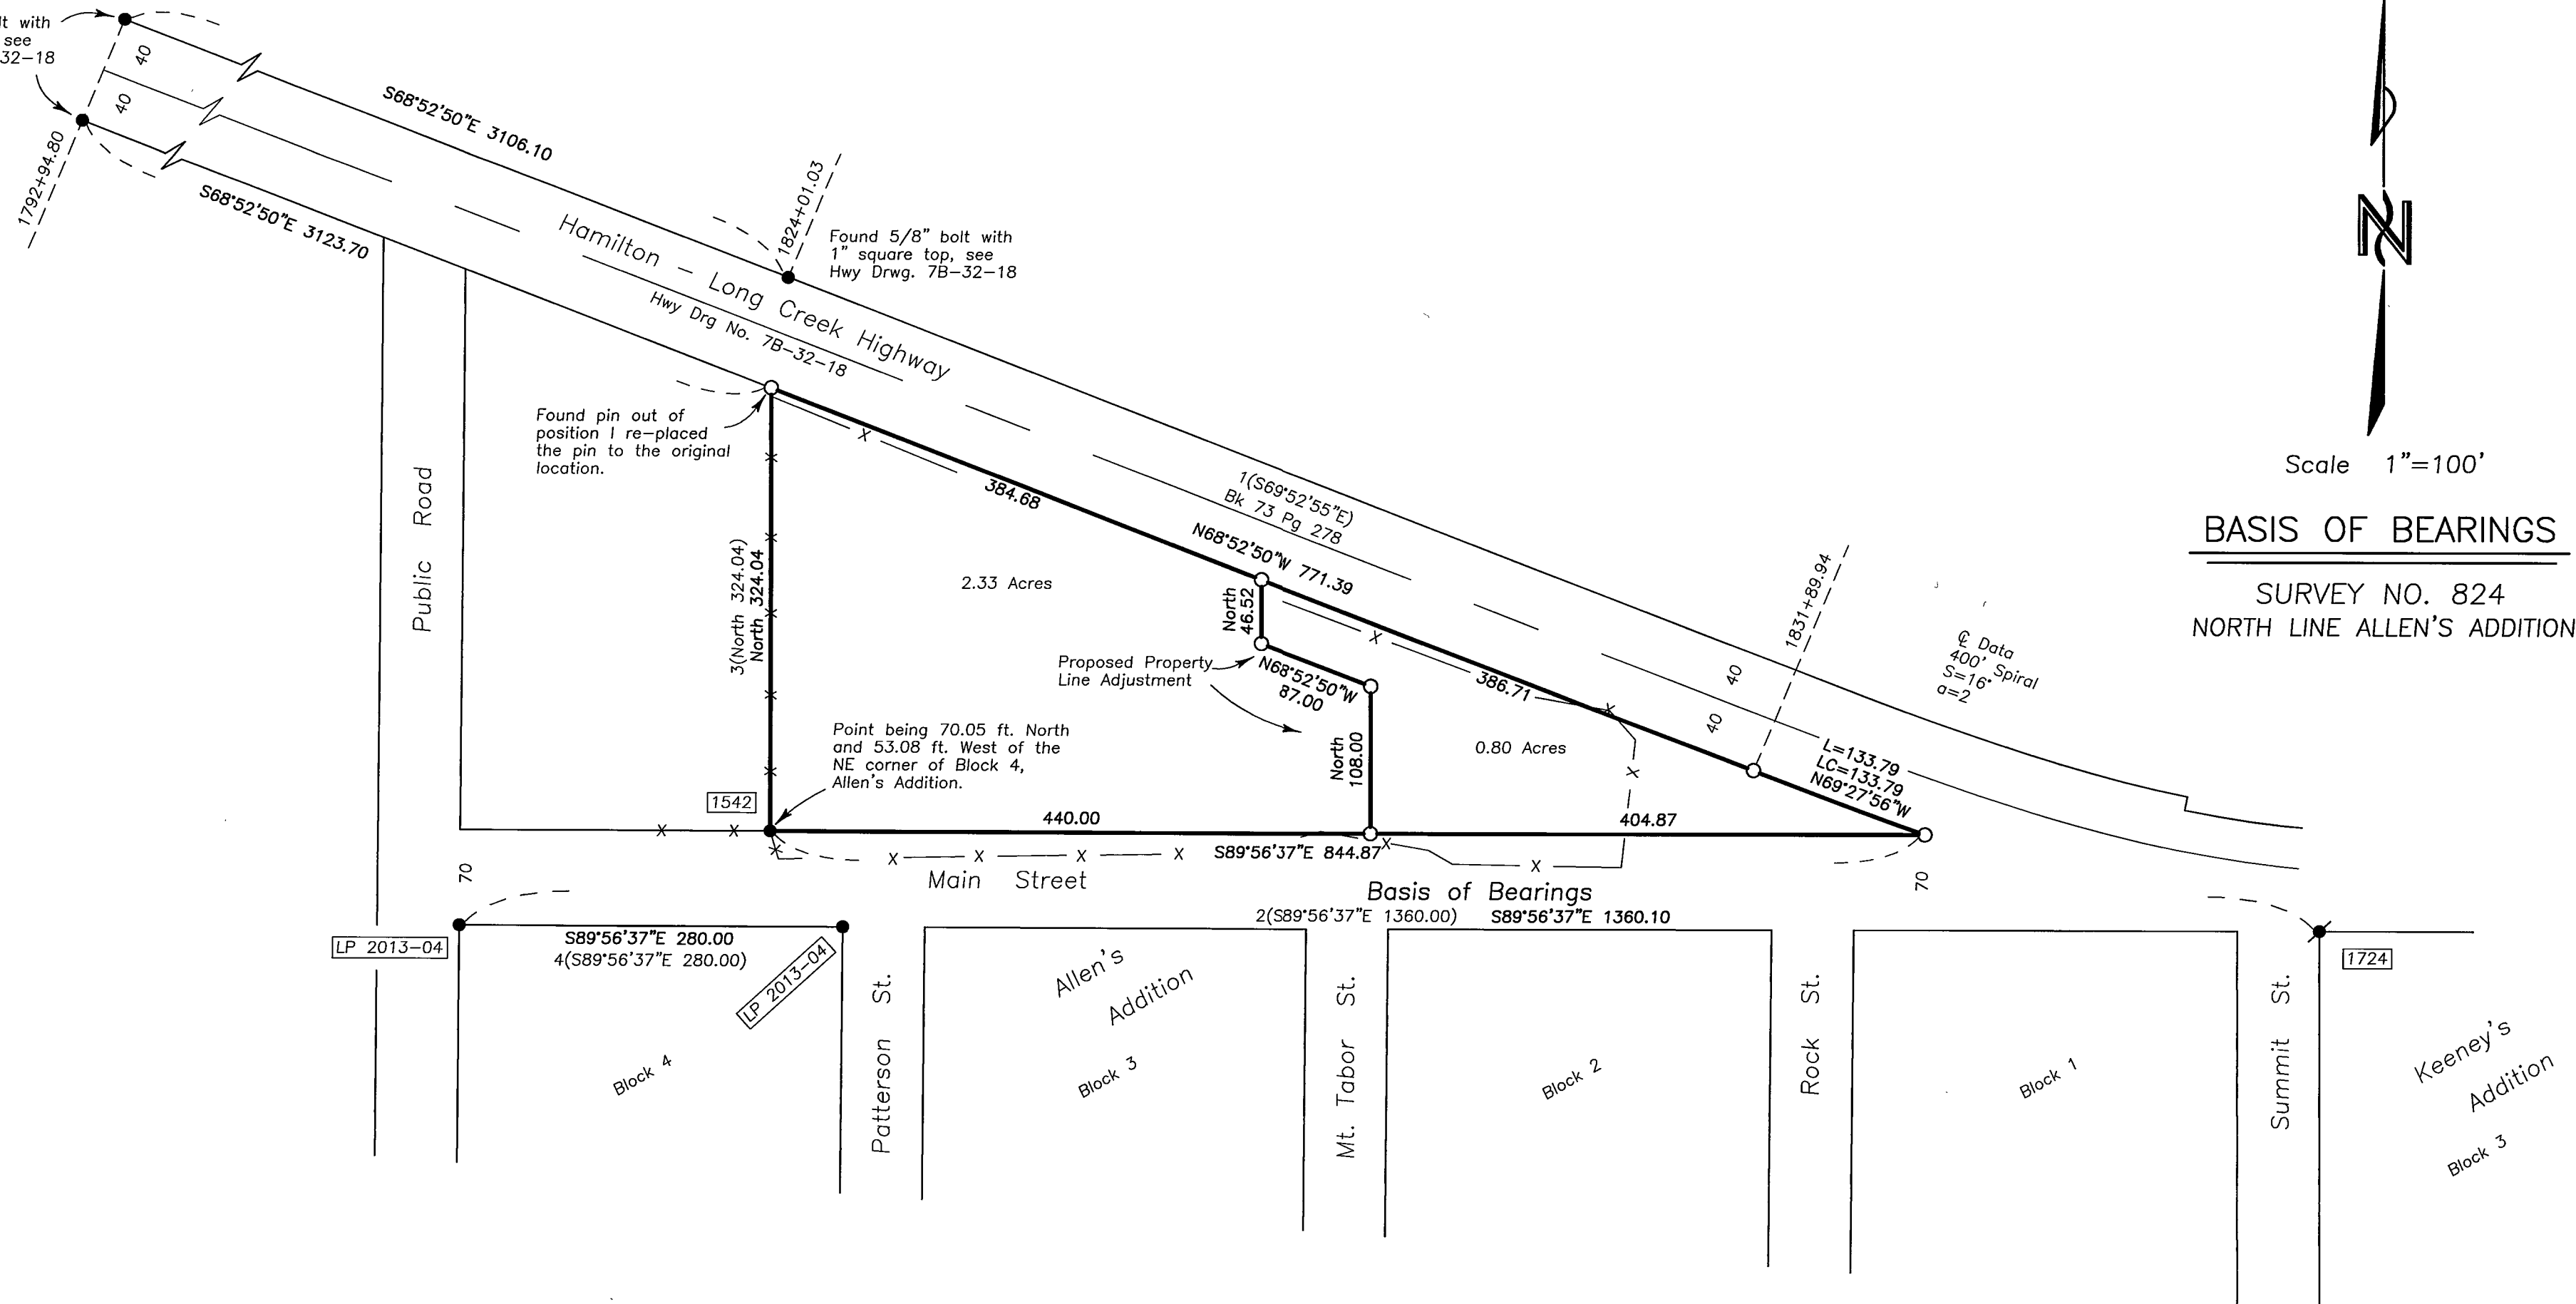 lt with
see
32-18
40
40
1792+94.80
S68°52'50"E 3106.10
S68°52'50"E 3123.70
1824+01.03
Found 5/8" bolt with
1" square top, see
Hwy Drwg. 7B-32-18
Hamilton - Long Creek Highway
Hwy Drg No. 7B-32-18
N
Scale 1"=100'
BASIS OF BEARINGS
SURVEY NO. 824
NORTH LINE ALLEN'S ADDITION
Public Road
Found pin out of
position I re-placed
the pin to the original
location.
384.68
1(S69°52'55"E)
Bk 73 Pg 278
N68°52'50"W 771.39
3(North 324.04)
North 324.04
2.33 Acres
North
46.52
Proposed Property
Line Adjustment
N68°52'50"W
87.00
386.71
40
40
1831+89.94
℄ Data
400' Spiral
S=16°
a=2
Point being 70.05 ft. North
and 53.08 ft. West of the
NE corner of Block 4,
Allen's Addition.
North
108.00
0.80 Acres
L=133.79
LC=133.79
N69°27'56"W
1542
440.00
404.87
S89°56'37"E 844.87
70
Main Street
70
Basis of Bearings
2(S89°56'37"E 1360.00) S89°56'37"E 1360.10
LP 2013-04
S89°56'37"E 280.00
4(S89°56'37"E 280.00)
LP 2013-04
1724
Patterson St.
Allen's
Addition
Mt. Tabor St.
Rock St.
Summit St.
Block 4
Block 3
Block 2
Block 1
Keeney's
Addition
Block 3